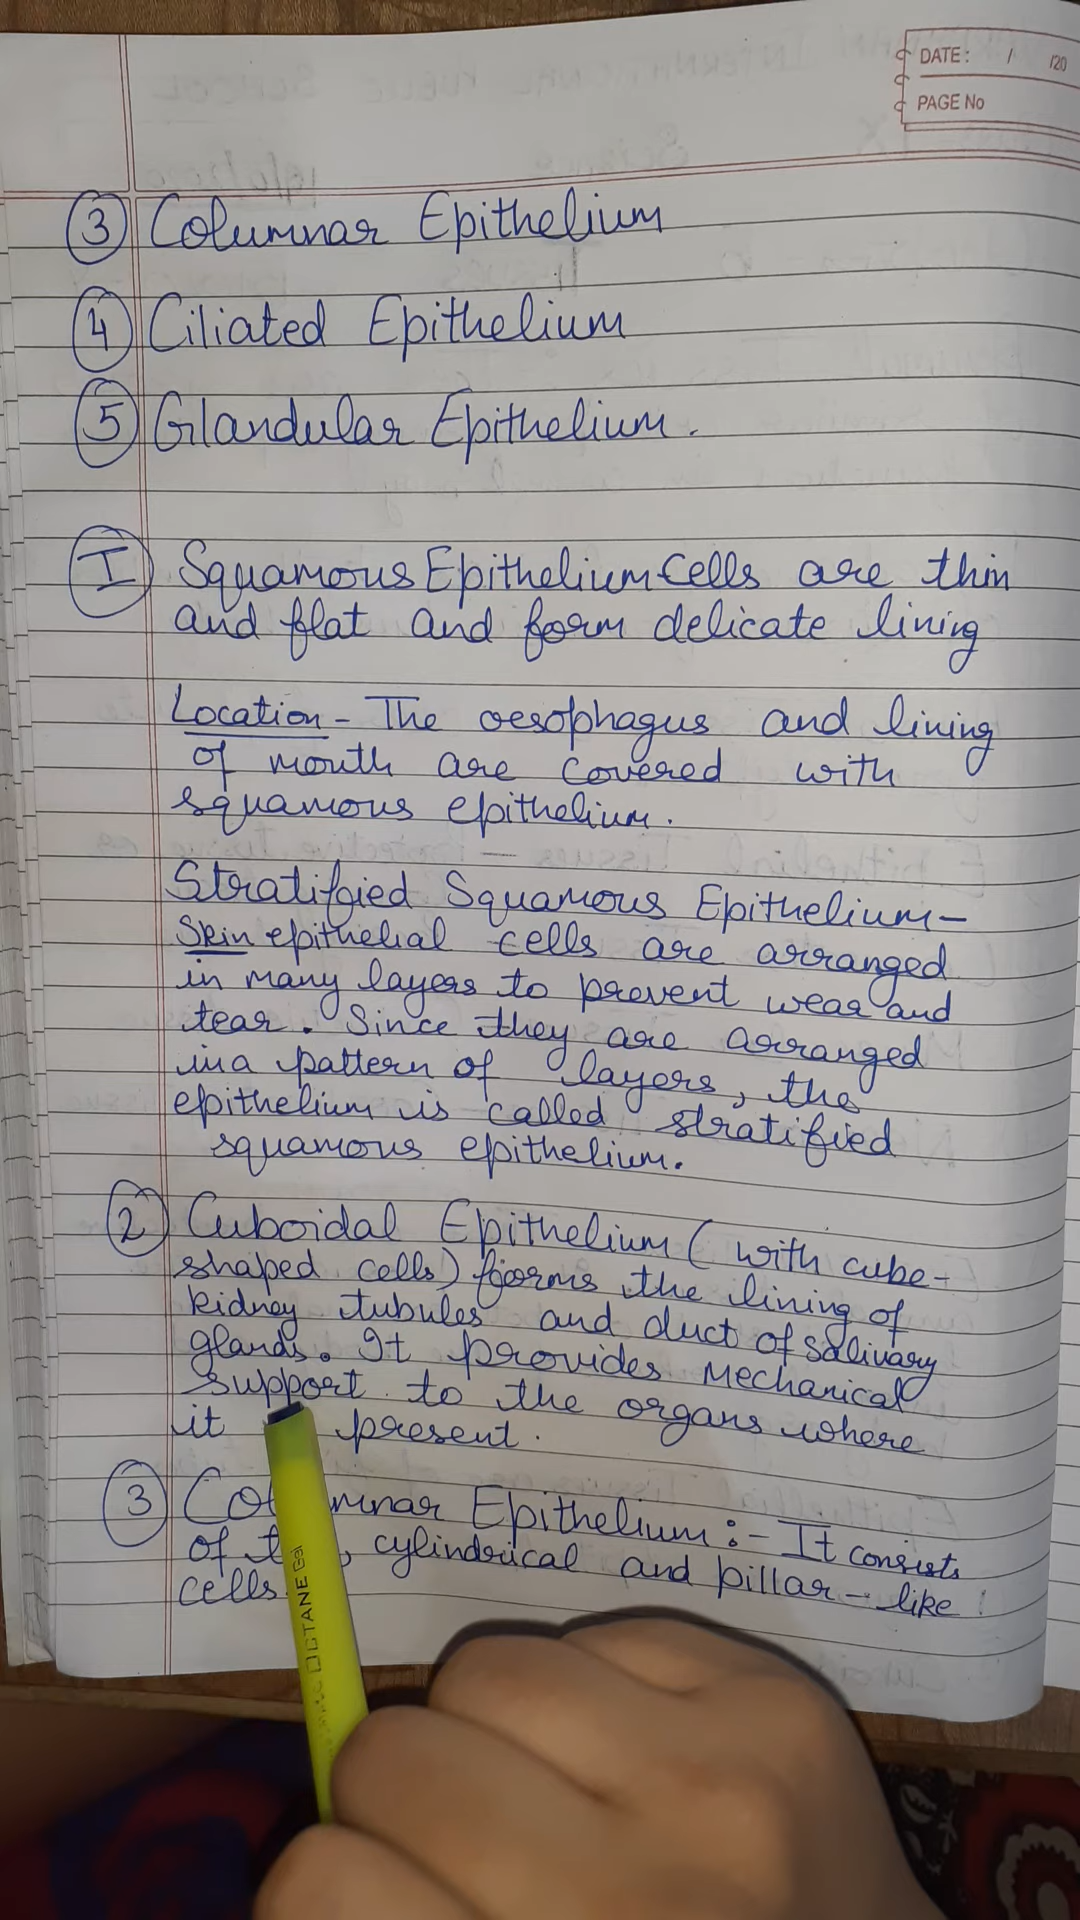 DATE: / /20
PAGE No
③ Columnar Epithelium
④ Ciliated Epithelium
⑤ Glandular Epithelium.
Ⓘ Squamous Epithelium Cells are thin
and flat and form delicate lining
Location - The oesophagus and lining
of mouth are covered with
squamous epithelium.
Stratified Squamous Epithelium-
Skin epithelial cells are arranged
in many layers to prevent wear and
tear. Since they are arranged
in a pattern of layers, the
epithelium is called stratified
squamous epithelium.
② Cuboidal Epithelium (with cube-
shaped cells) forms the lining of
kidney tubules and duct of salivary
glands. It provides mechanical
support to the organs where
it present.
③ Columnar Epithelium :- It consists
of , cylindrical and pillar-like
cells
OCTANE Gel